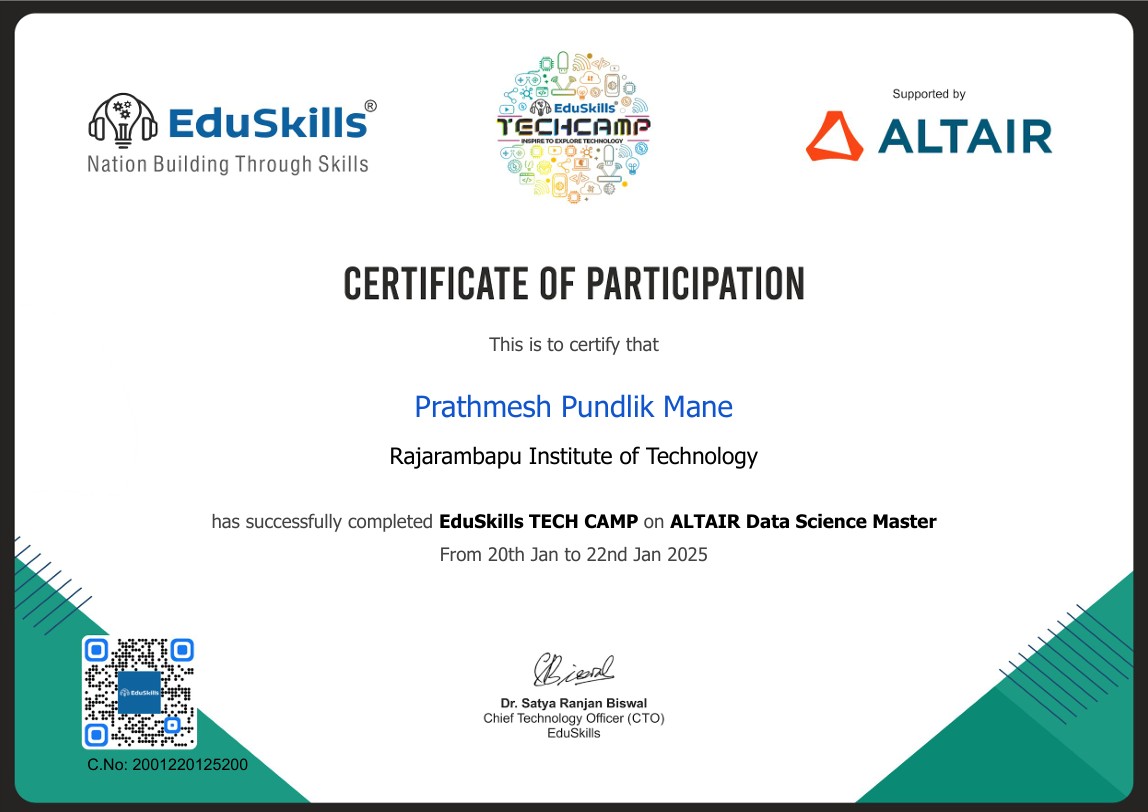 EduSkills®
Nation Building Through Skills
EduSkills®
TECHCAMP
INSPIRE TO EXPLORE TECHNOLOGY
Supported by
ALTAIR
CERTIFICATE OF PARTICIPATION
This is to certify that
Prathmesh Pundlik Mane
Rajarambapu Institute of Technology
has successfully completed EduSkills TECH CAMP on ALTAIR Data Science Master
From 20th Jan to 22nd Jan 2025
EduSkills
C.No: 2001220125200
Biswal
Dr. Satya Ranjan Biswal
Chief Technology Officer (CTO)
EduSkills